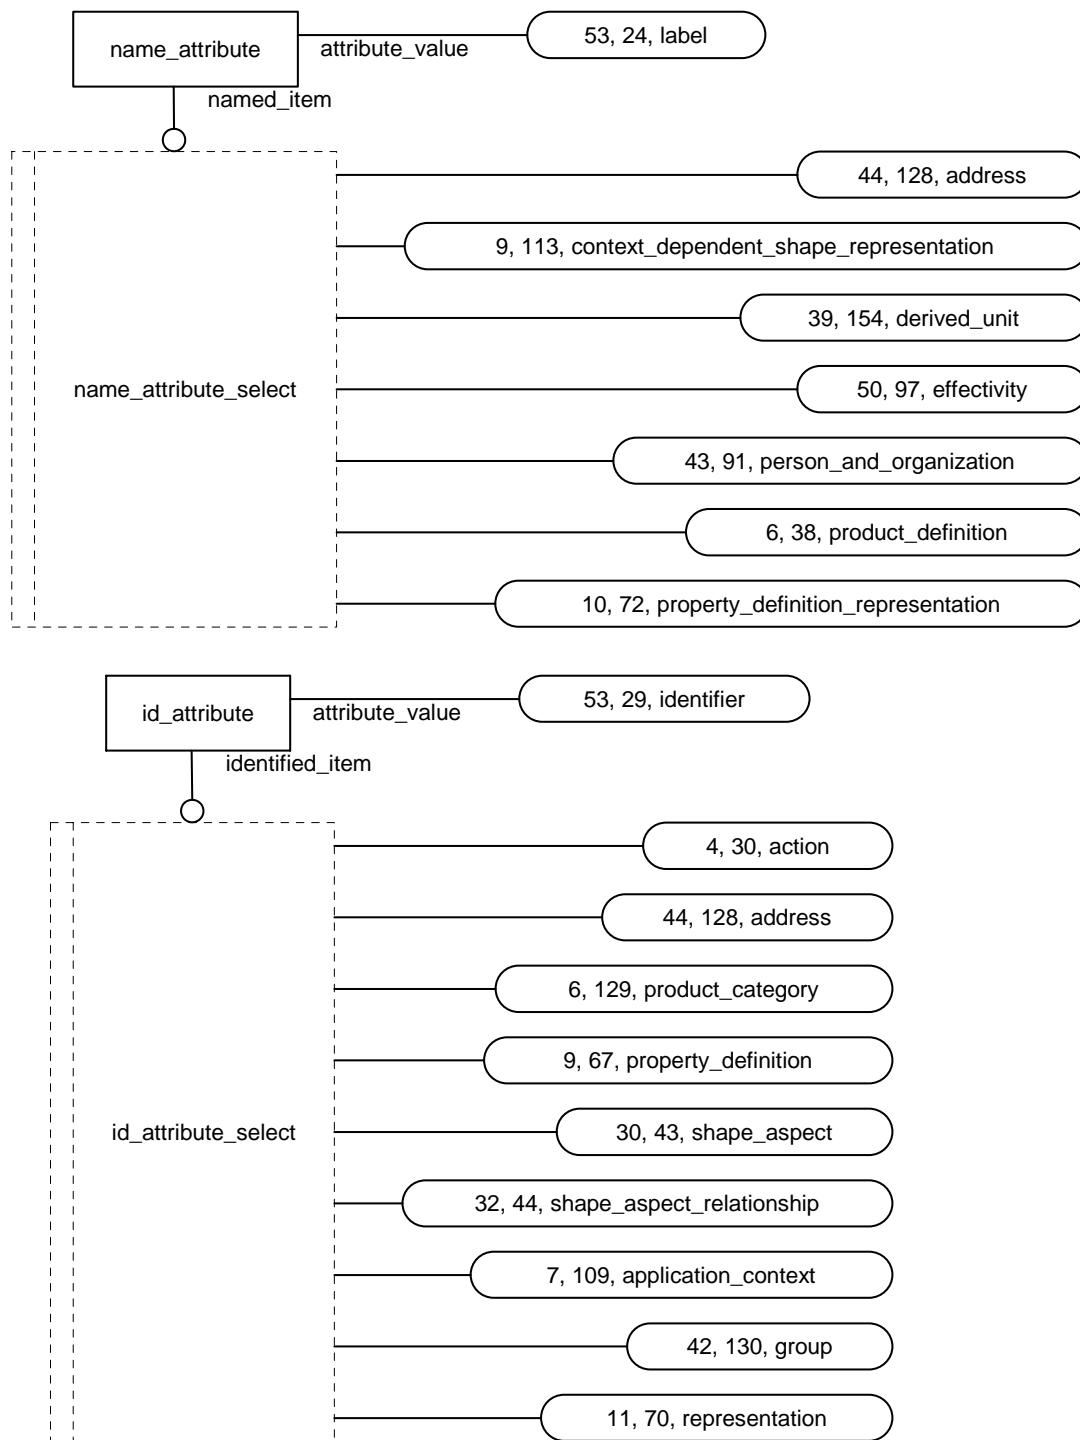 name_attribute
attribute_value
53, 24, label
named_item
44, 128, address
9, 113, context_dependent_shape_representation
39, 154, derived_unit
name_attribute_select
50, 97, effectivity
43, 91, person_and_organization
6, 38, product_definition
10, 72, property_definition_representation
id_attribute
attribute_value
53, 29, identifier
identified_item
4, 30, action
44, 128, address
6, 129, product_category
9, 67, property_definition
id_attribute_select
30, 43, shape_aspect
32, 44, shape_aspect_relationship
7, 109, application_context
42, 130, group
11, 70, representation